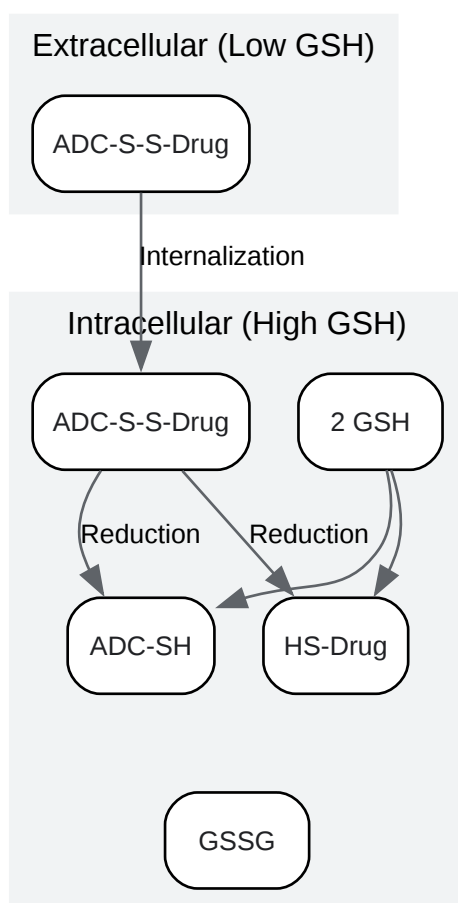 Extracellular (Low GSH)
ADC-S-S-Drug
Internalization
Intracellular (High GSH)
ADC-S-S-Drug
2 GSH
Reduction
Reduction
ADC-SH
HS-Drug
GSSG